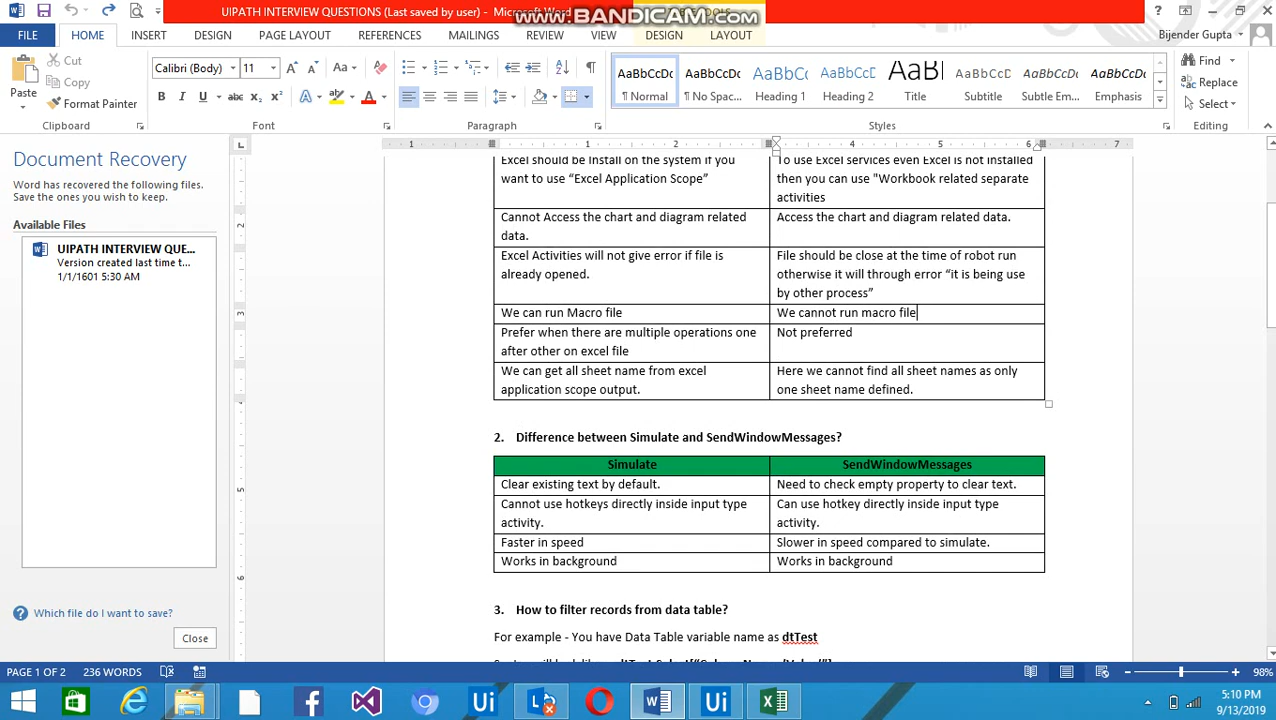 UIPATH INTERVIEW QUESTIONS (Last saved by user) - Microsoft Word
www.BANDICAM.com
FILE HOME INSERT DESIGN PAGE LAYOUT REFERENCES MAILINGS REVIEW VIEW DESIGN LAYOUT Bijender Gupta
Cut
Copy
Format Painter
Paste
Calibri (Body) 11
AaBbCcDc AaBbCcDc AaBbCc AaBbCcC AaBl AaBbCcD AaBbCcDc AaBbCcDc
¶ Normal ¶ No Spac... Heading 1 Heading 2 Title Subtitle Subtle Em... Emphasis
Find
Replace
Select
Clipboard Font Paragraph Styles Editing
Document Recovery
Word has recovered the following files.
Save the ones you wish to keep.
Available Files
UIPATH INTERVIEW QUE...
Version created last time t...
1/1/1601 5:30 AM
Which file do I want to save?
Close
Excel should be Install on the system if you
want to use “Excel Application Scope”
To use Excel services even Excel is not installed
then you can use "Workbook related separate
activities
Cannot Access the chart and diagram related
data.
Access the chart and diagram related data.
Excel Activities will not give error if file is
already opened.
File should be close at the time of robot run
otherwise it will through error “it is being use
by other process”
We can run Macro file
We cannot run macro file
Prefer when there are multiple operations one
after other on excel file
Not preferred
We can get all sheet name from excel
application scope output.
Here we cannot find all sheet names as only
one sheet name defined.
2. Difference between Simulate and SendWindowMessages?
Simulate
SendWindowMessages
Clear existing text by default.
Need to check empty property to clear text.
Cannot use hotkeys directly inside input type
activity.
Can use hotkey directly inside input type
activity.
Faster in speed
Slower in speed compared to simulate.
Works in background
Works in background
3. How to filter records from data table?
For example - You have Data Table variable name as dtTest
PAGE 1 OF 2 236 WORDS 98%
5:10 PM
9/13/2019